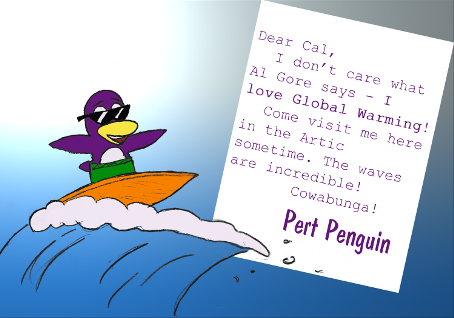 Dear Cal,
I don't care what
Al Gore says - I
love Global Warming!
Come visit me here
in the Artic
sometime. The waves
are incredible!
Cowabunga!
Pert Penguin